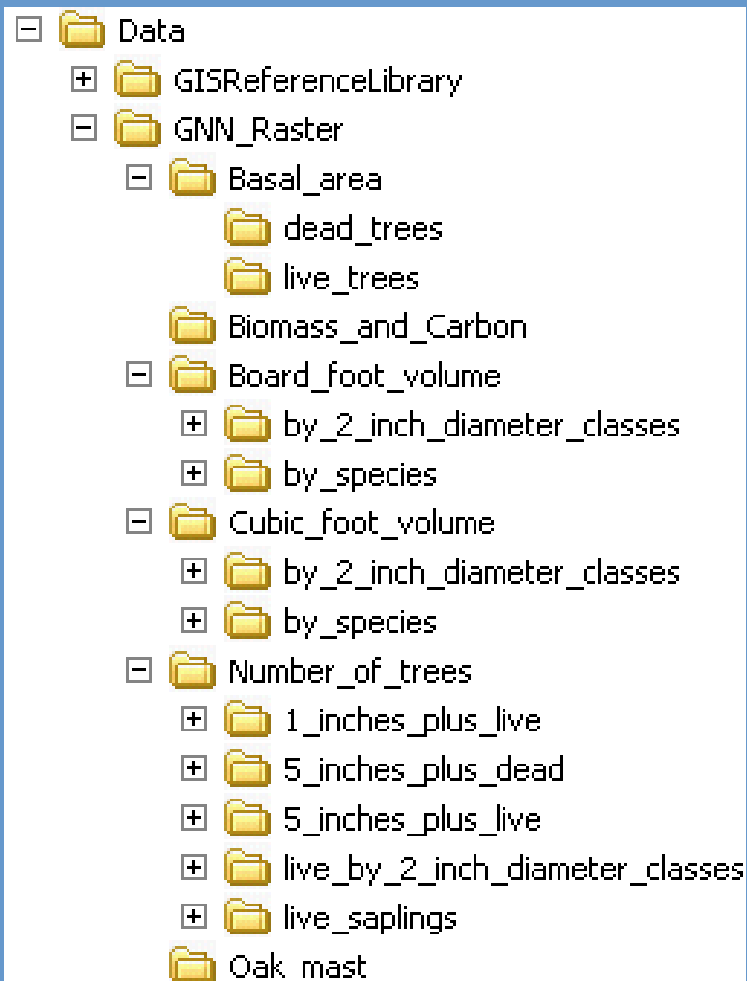 Data
GISReferenceLibrary
GNN_Raster
Basal_area
dead_trees
live_trees
Biomass_and_Carbon
Board_foot_volume
by_2_inch_diameter_classes
by_species
Cubic_foot_volume
by_2_inch_diameter_classes
by_species
Number_of_trees
1_inches_plus_live
5_inches_plus_dead
5_inches_plus_live
live_by_2_inch_diameter_classes
live_saplings
Oak_mast